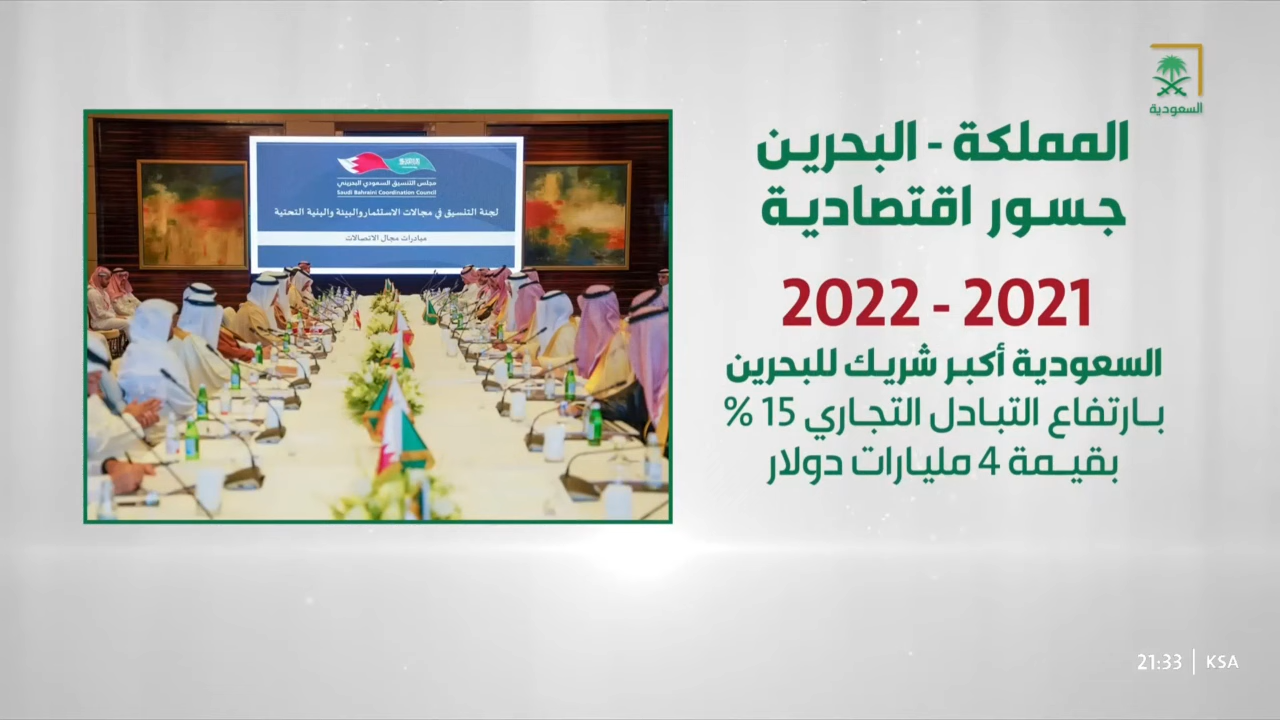 السعودية
المملكة - البحرين
جسور اقتصادية
2021 - 2022
السعودية أكبر شريك للبحرين
بارتفاع التبادل التجاري 15 %
بقيمة 4 مليارات دولار
مجلس التنسيق السعودي البحريني
Saudi Bahraini Coordination Council
لجنة التنسيق في مجالات الاستثمار والبيئة والبنية التحتية
مبادرات مجال الاتصالات
21:33 | KSA